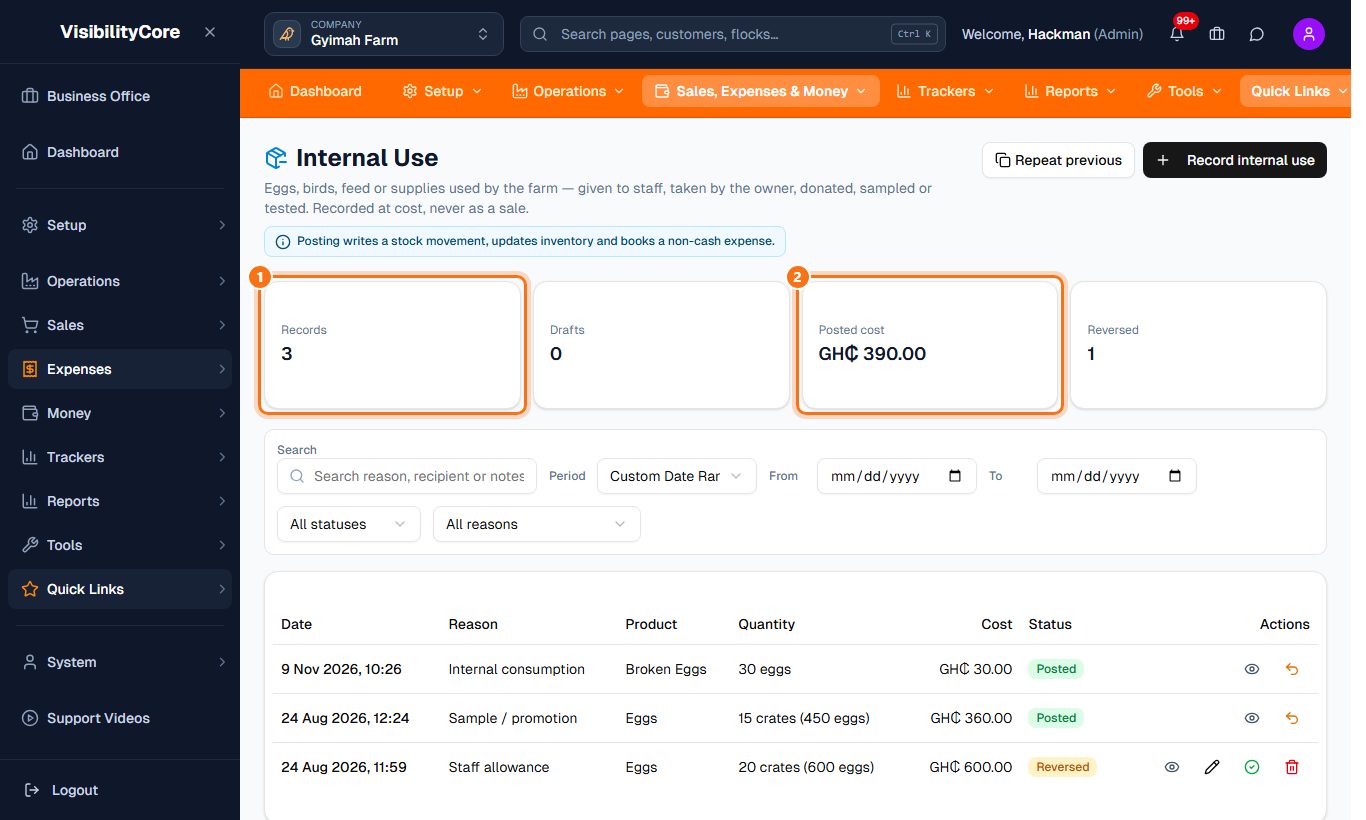 VisibilityCore
COMPANY
Gyimah Farm
Search pages, customers, flocks...
Ctrl K
Welcome, Hackman (Admin)
99+
Business Office
Dashboard
Setup
Operations
Sales
Expenses
Money
Trackers
Reports
Tools
Quick Links
System
Support Videos
Logout
Dashboard
Setup
Operations
Sales, Expenses & Money
Trackers
Reports
Tools
Quick Links
Internal Use
Repeat previous
Record internal use
Eggs, birds, feed or supplies used by the farm — given to staff, taken by the owner, donated, sampled or
tested. Recorded at cost, never as a sale.
Posting writes a stock movement, updates inventory and books a non-cash expense.
1
Records
3
Drafts
0
2
Posted cost
GH₵ 390.00
Reversed
1
Search
Search reason, recipient or notes
Period
Custom Date Rar
From
mm/dd/yyyy
To
mm/dd/yyyy
All statuses
All reasons
Date Reason Product Quantity Cost Status Actions
9 Nov 2026, 10:26 Internal consumption Broken Eggs 30 eggs GH₵ 30.00 Posted
24 Aug 2026, 12:24 Sample / promotion Eggs 15 crates (450 eggs) GH₵ 360.00 Posted
24 Aug 2026, 11:59 Staff allowance Eggs 20 crates (600 eggs) GH₵ 600.00 Reversed